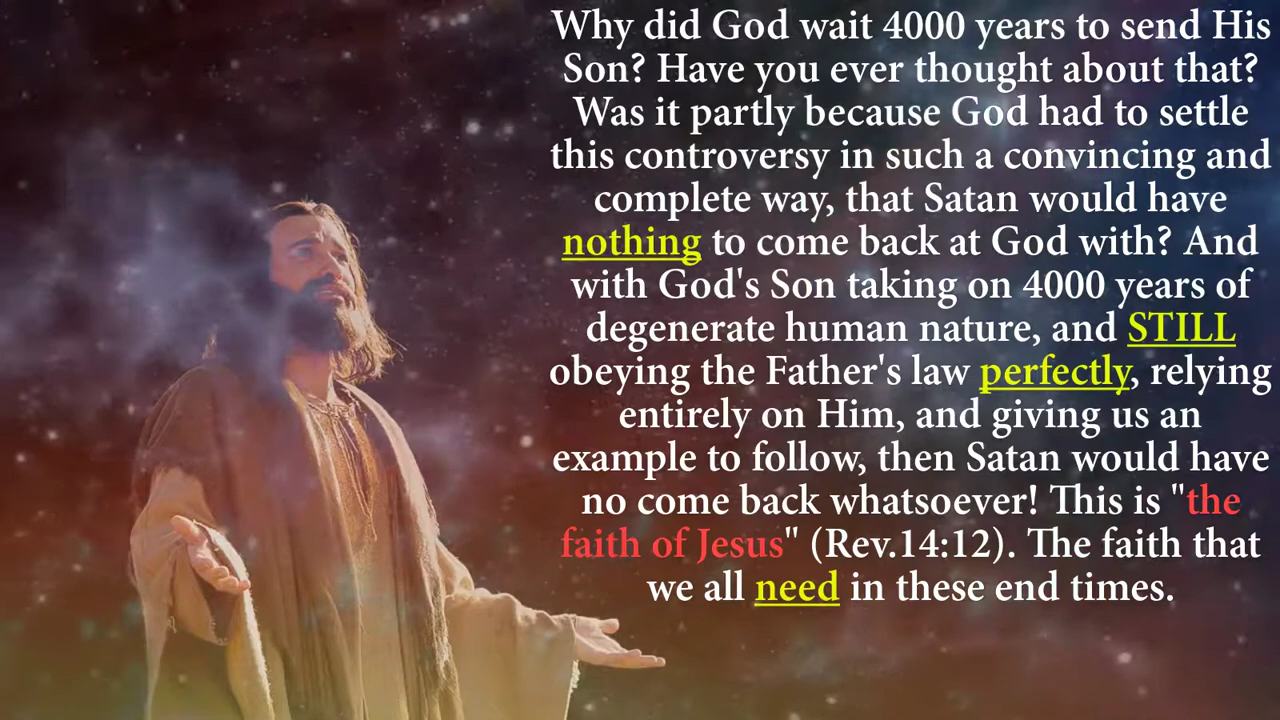 Why did God wait 4000 years to send His
Son? Have you ever thought about that?
Was it partly because God had to settle
this controversy in such a convincing and
complete way, that Satan would have
nothing to come back at God with? And
with God's Son taking on 4000 years of
degenerate human nature, and STILL
obeying the Father's law perfectly, relying
entirely on Him, and giving us an
example to follow, then Satan would have
no come back whatsoever! This is "the
faith of Jesus" (Rev.14:12). The faith that
we all need in these end times.